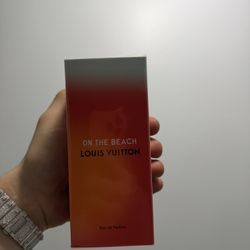 ON THE BEACH
LOUIS VUITTON
Eau de Parfum